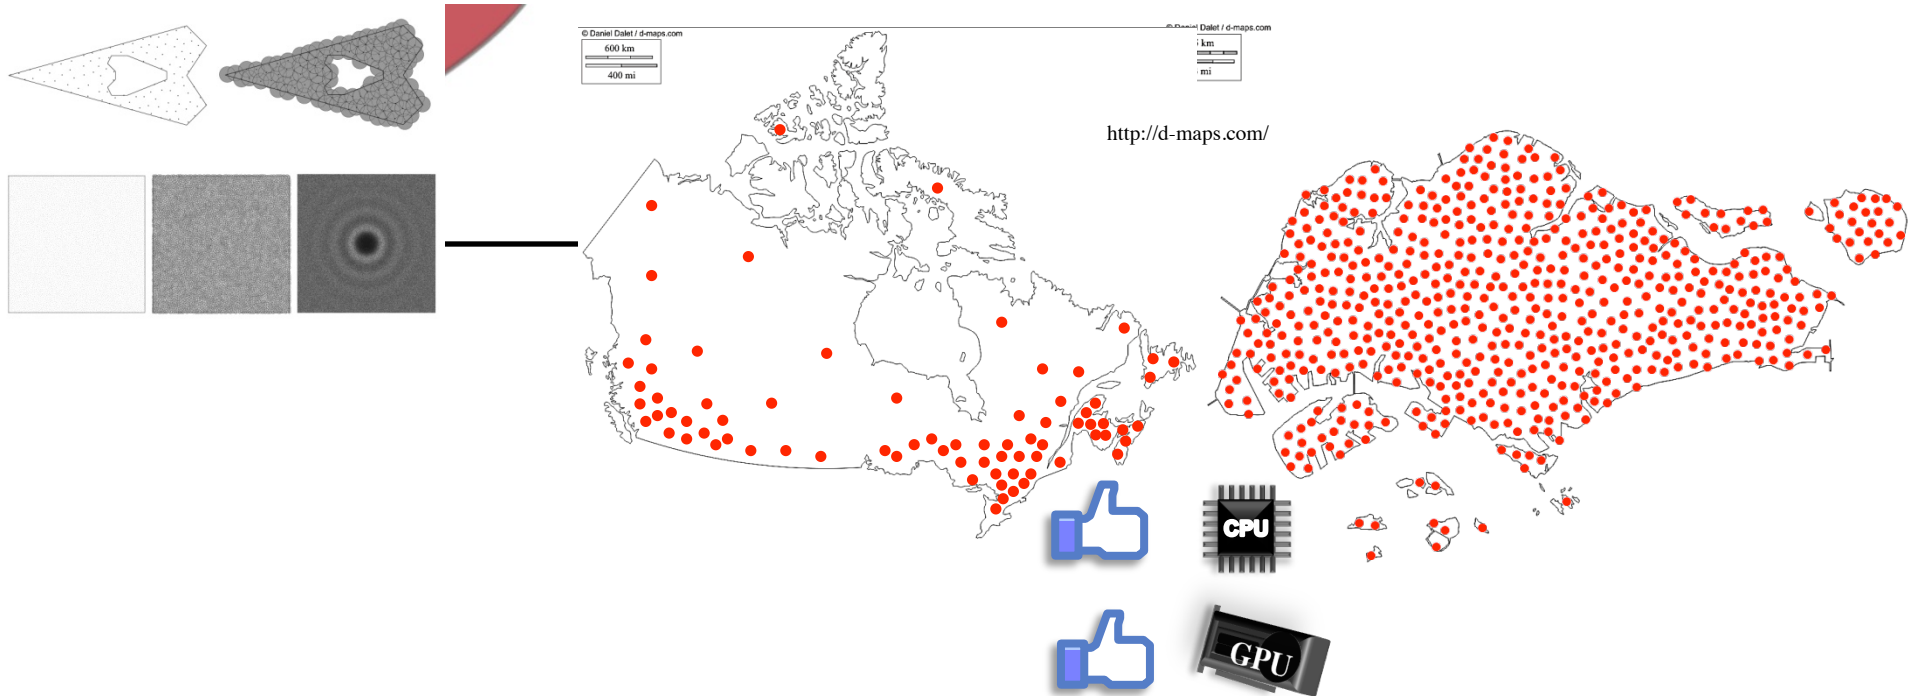 © Daniel Dalet / d-maps.com
600 km
400 mi
© Daniel Dalet / d-maps.com
km
mi
http://d-maps.com/
CPU
GPU